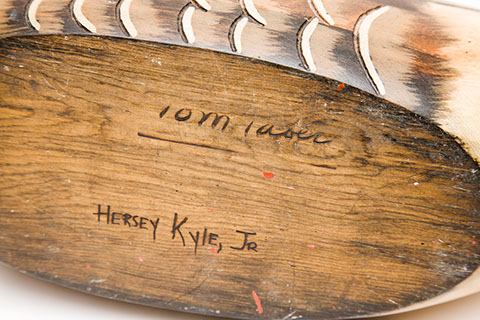 Tom Taber
HERSEY KYLE, JR